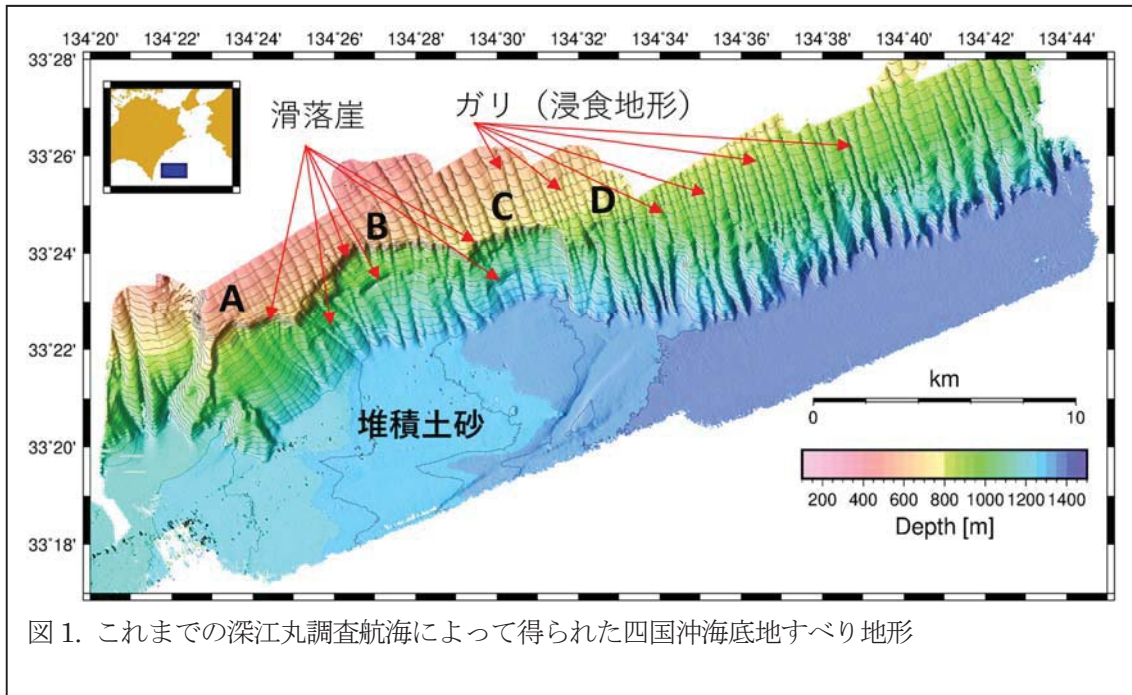 134˚20' 134˚22' 134˚24' 134˚26' 134˚28' 134˚30' 134˚32' 134˚34' 134˚36' 134˚38' 134˚40' 134˚42' 134˚44'
33˚28'
滑落崖
ガリ（浸食地形）
33˚26'
B
C
D
33˚24'
A
33˚22'
km
0
10
堆積土砂
33˚20'
200 400 600 800 1000 1200 1400
Depth [m]
33˚18'
図 1. これまでの深江丸調査航海によって得られた四国沖海底地すべり地形